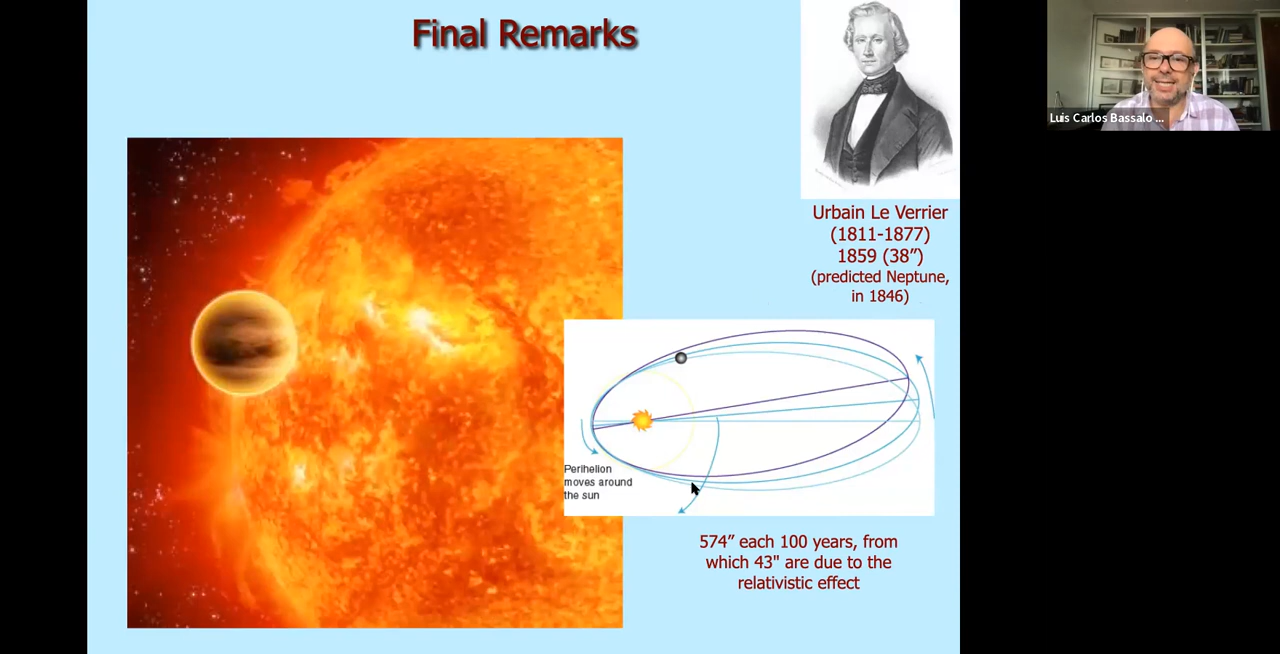 Final Remarks
Luis Carlos Bassalo ...
Urbain Le Verrier
(1811-1877)
1859 (38”)
(predicted Neptune,
in 1846)
Perihelion
moves around
the sun
574” each 100 years, from
which 43" are due to the
relativistic effect